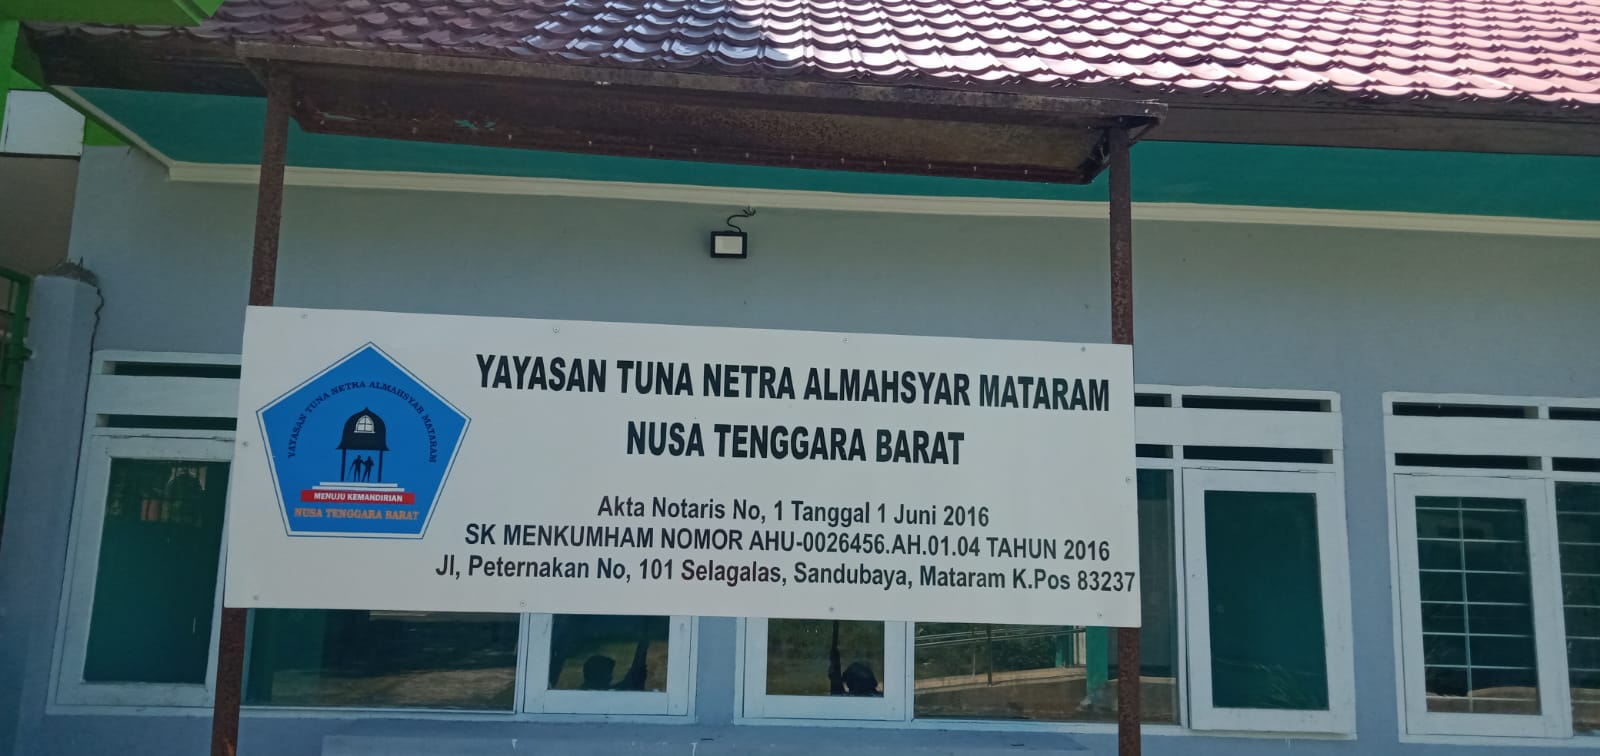 YAYASAN TUNA NETRA ALMAHSYAR MATARAM
MENUJU KEMANDIRIAN
NUSA TENGGARA BARAT
YAYASAN TUNA NETRA ALMAHSYAR MATARAM
NUSA TENGGARA BARAT
Akta Notaris No, 1 Tanggal 1 Juni 2016
SK MENKUMHAM NOMOR AHU-0026456.AH.01.04 TAHUN 2016
Jl, Peternakan No, 101 Selagalas, Sandubaya, Mataram K.Pos 83237